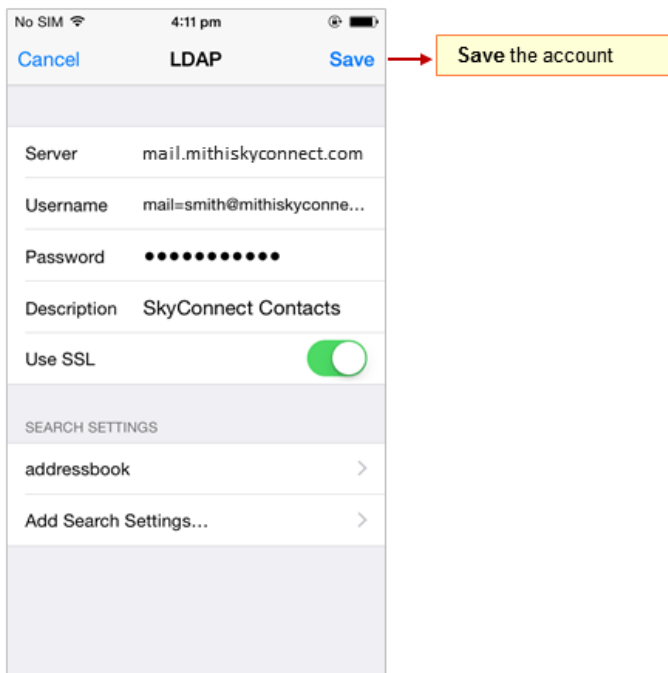 No SIM 4:11 pm
Cancel LDAP Save
Save the account
Server mail.mithiskyconnect.com
Username mail=smith@mithiskyconne...
Password ●●●●●●●●●●●
Description SkyConnect Contacts
Use SSL
SEARCH SETTINGS
addressbook
Add Search Settings...